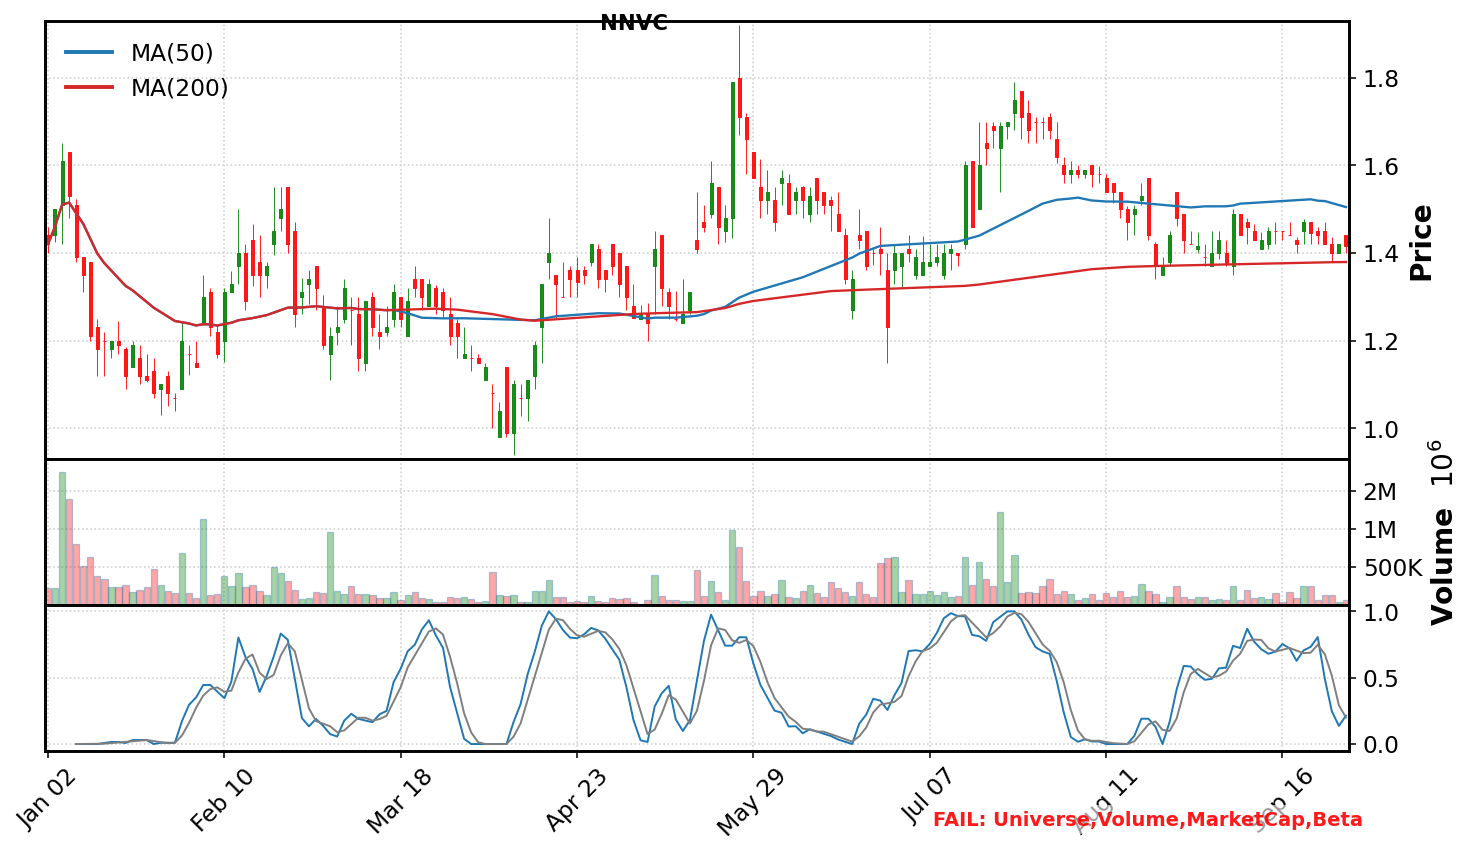 NNVC
MA(50)
MA(200)
1.8
1.6
1.4
1.2
1.0
Price
2M
1M
500K
Volume 10^6
1.0
0.5
0.0
Jan 02
Feb 10
Mar 18
Apr 23
May 29
Jul 07
Aug 11
Sep 16
FAIL: Universe,Volume,MarketCap,Beta